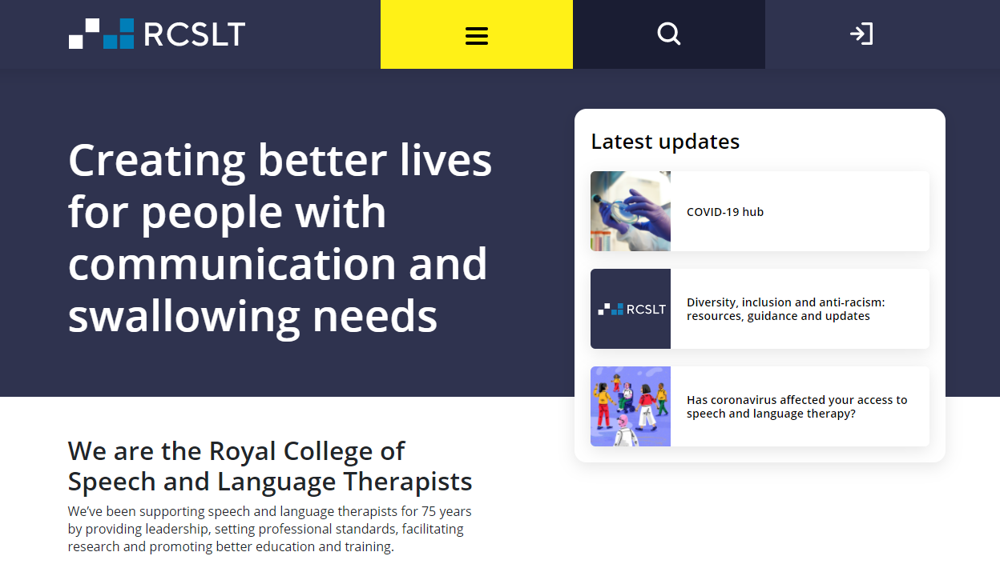 RCSLT
Creating better lives
for people with
communication and
swallowing needs
Latest updates
COVID-19 hub
RCSLT
Diversity, inclusion and anti-racism:
resources, guidance and updates
Has coronavirus affected your access to
speech and language therapy?
We are the Royal College of
Speech and Language Therapists
We’ve been supporting speech and language therapists for 75 years
by providing leadership, setting professional standards, facilitating
research and promoting better education and training.